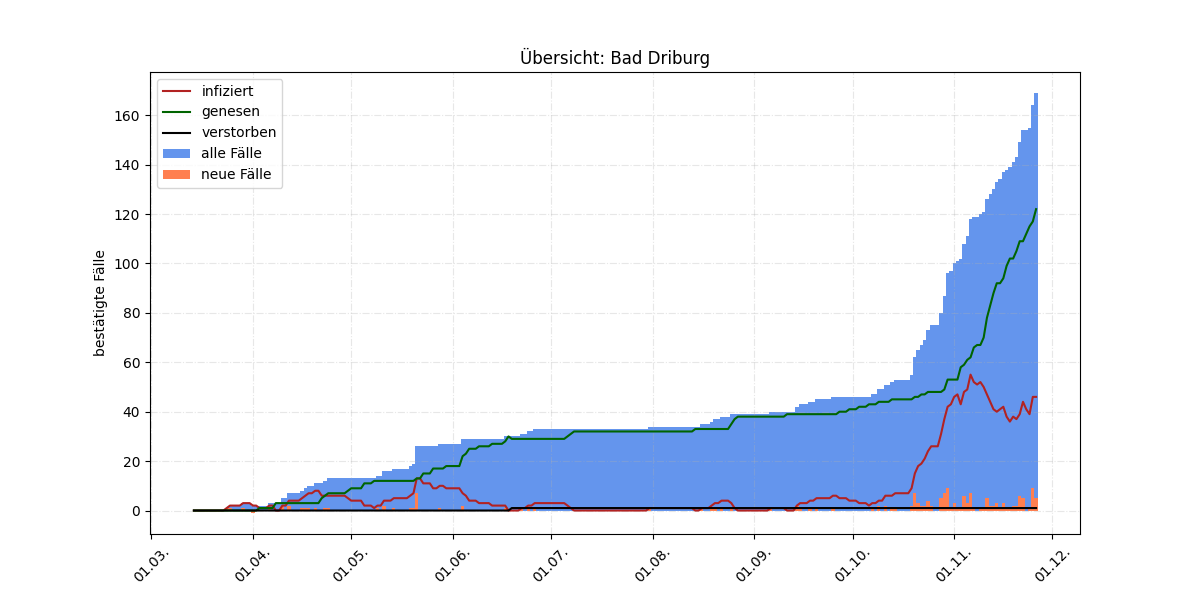 Übersicht: Bad Driburg
infiziert
genesen
verstorben
alle Fälle
neue Fälle
bestätigte Fälle
160
140
120
100
80
60
40
20
0
01.03.
01.04.
01.05.
01.06.
01.07.
01.08.
01.09.
01.10.
01.11.
01.12.